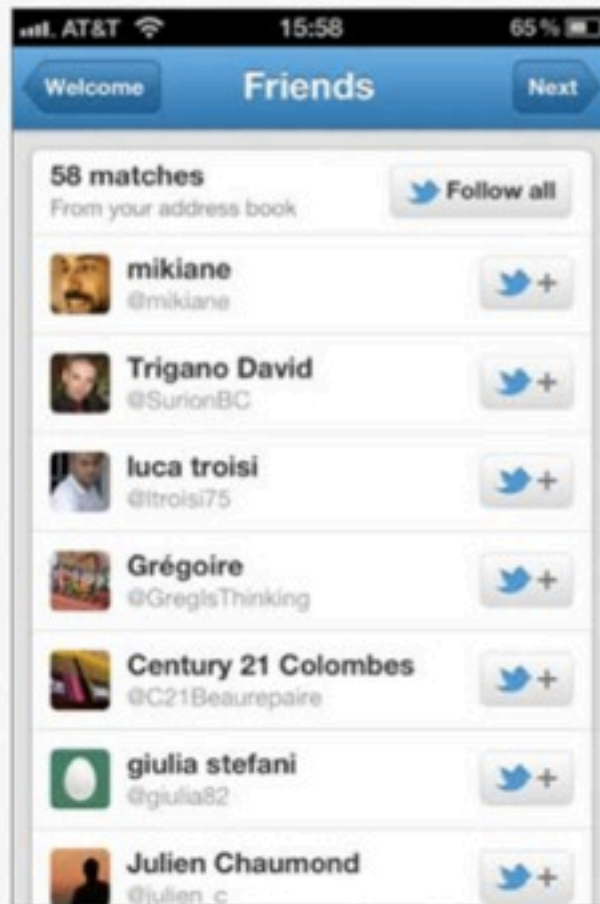 AT&T 15:58 65%
Welcome Friends Next
58 matches
From your address book
Follow all
mikiane
@mikiane
+
Trigano David
@SurionBC
+
luca troisi
@ltroisi75
+
Grégoire
@GregIsThinking
+
Century 21 Colombes
@C21Beaurepaire
+
giulia stefani
@giulia82
+
Julien Chaumond
@julien_c
+